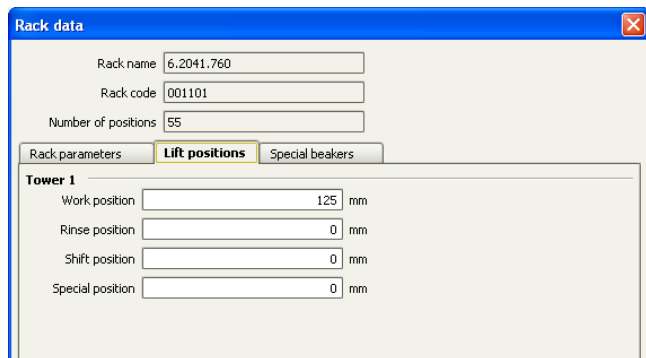 Rack data
Rack name 6.2041.760
Rack code 001101
Number of positions 55
Rack parameters Lift positions Special beakers
Tower 1
Work position 125 mm
Rinse position 0 mm
Shift position 0 mm
Special position 0 mm